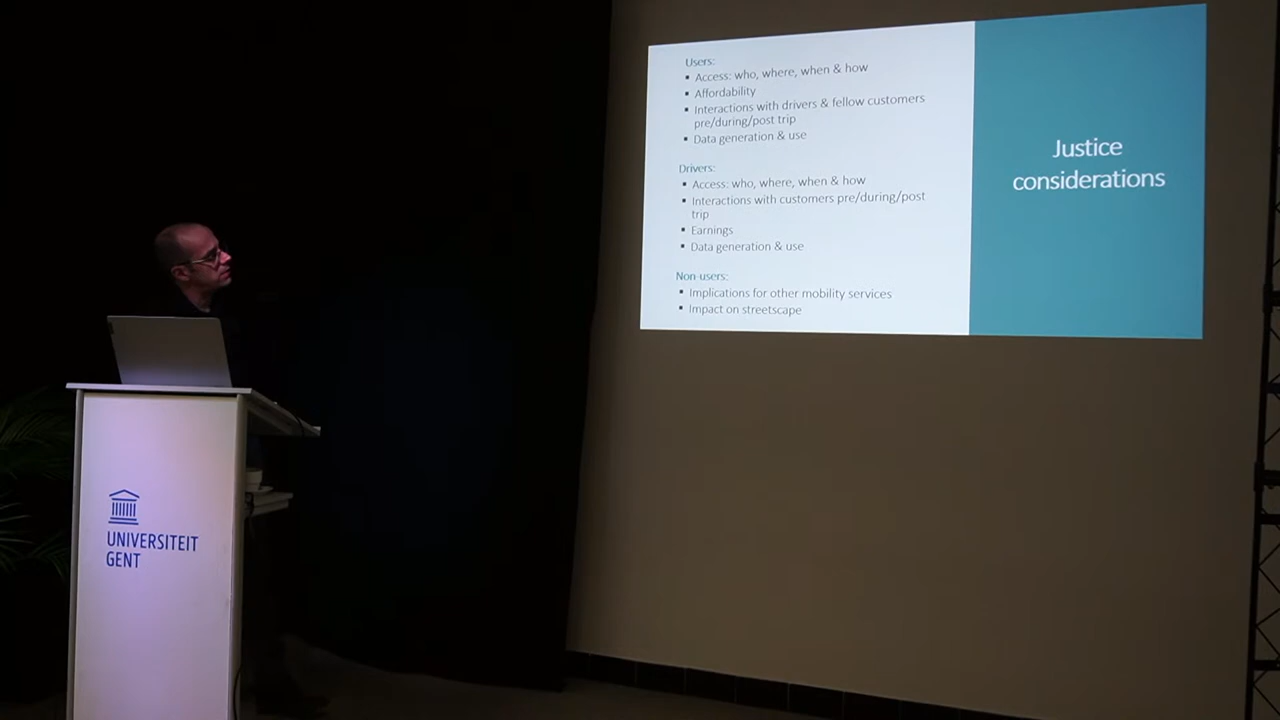 Users:
▪ Access: who, where, when & how
▪ Affordability
▪ Interactions with drivers & fellow customers
pre/during/post trip
▪ Data generation & use
Drivers:
▪ Access: who, where, when & how
▪ Interactions with customers pre/during/post
trip
▪ Earnings
▪ Data generation & use
Non-users:
▪ Implications for other mobility services
▪ Impact on streetscape
Justice
considerations
UNIVERSITEIT
GENT